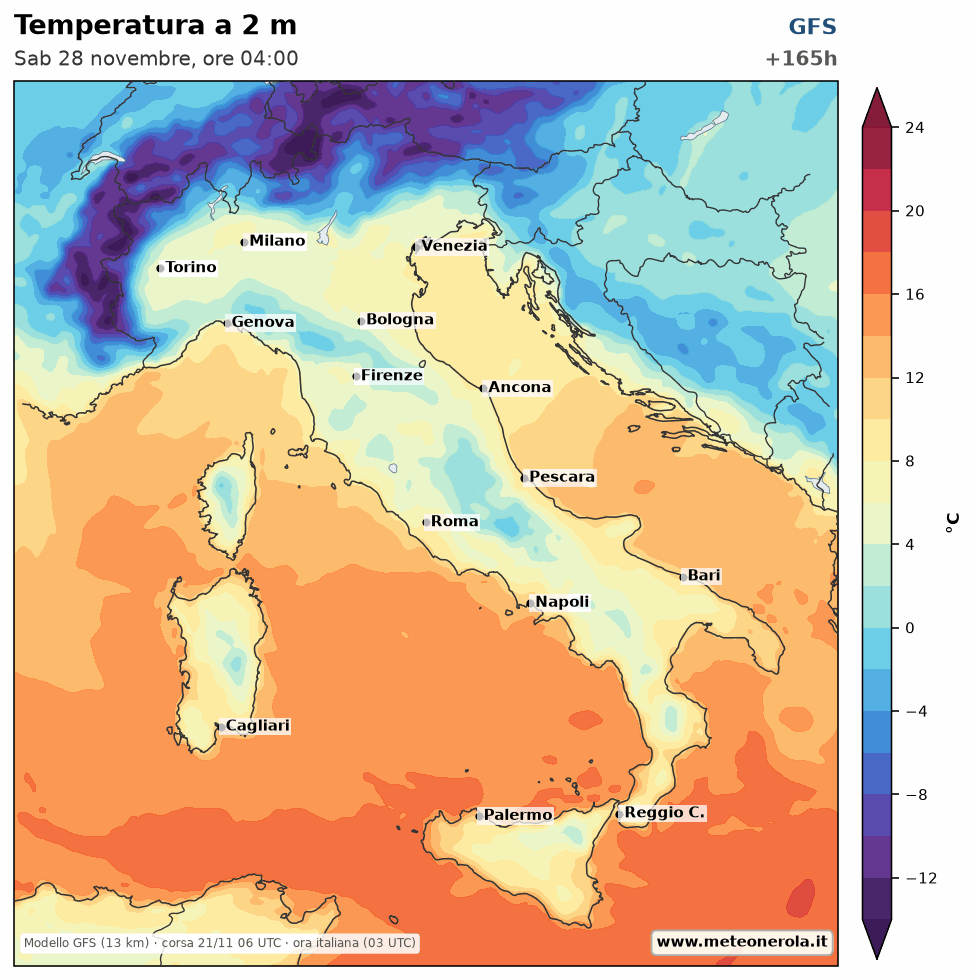 Temperatura a 2 m
GFS
Sab 28 novembre, ore 04:00
+165h
24
20
16
12
8
4
0
−4
−8
−12
°C
Milano
Venezia
Torino
Genova
Bologna
Firenze
Ancona
Pescara
Roma
Bari
Napoli
Cagliari
Palermo
Reggio C.
Modello GFS (13 km) · corsa 21/11 06 UTC · ora italiana (03 UTC)
www.meteonerola.it